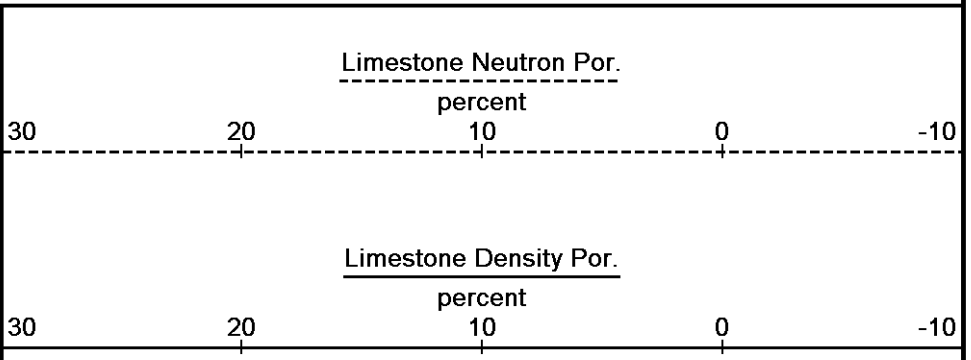 Limestone Neutron Por.
percent
30 20 10 0 -10
Limestone Density Por.
percent
30 20 10 0 -10